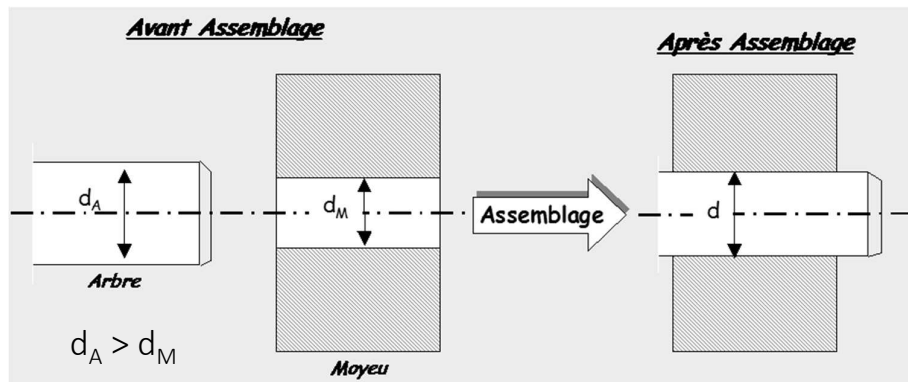 Avant Assemblage
Après Assemblage
dA
dM
Assemblage
d
Arbre
dA > dM
Moyeu